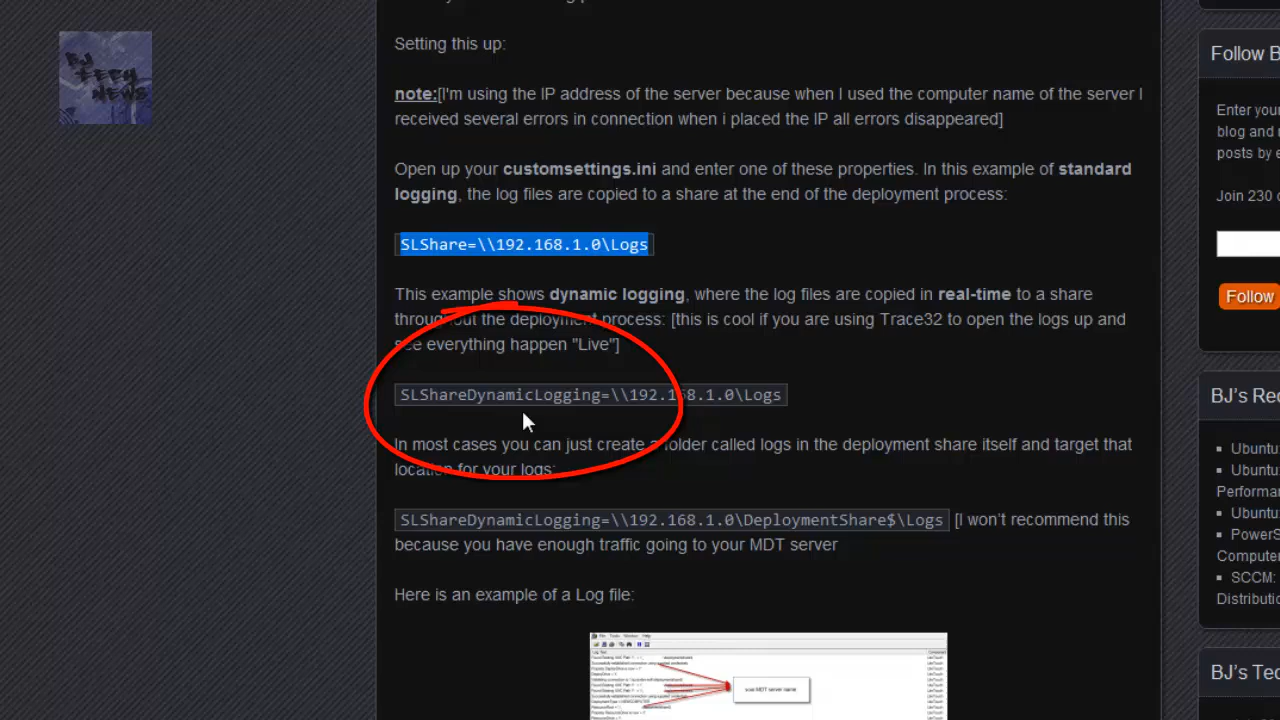 BJ
TECH
NEWS
Setting this up:
note:[I'm using the IP address of the server because when I used the computer name of the server I
received several errors in connection when i placed the IP all errors disappeared]
Open up your customsettings.ini and enter one of these properties. In this example of standard
logging, the log files are copied to a share at the end of the deployment process:
SLShare=\\192.168.1.0\Logs
This example shows dynamic logging, where the log files are copied in real-time to a share
throughout the deployment process: [this is cool if you are using Trace32 to open the logs up and
see everything happen "Live"]
SLShareDynamicLogging=\\192.168.1.0\Logs
In most cases you can just create a folder called logs in the deployment share itself and target that
location for your logs:
SLShareDynamicLogging=\\192.168.1.0\DeploymentShare$\Logs [I won't recommend this
because you have enough traffic going to your MDT server
Here is an example of a Log file:
your MDT server name
Follow B
Enter your
blog and
posts by e
Join 230
Follow
BJ's Re
Ubuntu
Ubuntu
Performa
Ubuntu
PowerS
Compute
SCCM:
Distributio
BJ's Tec